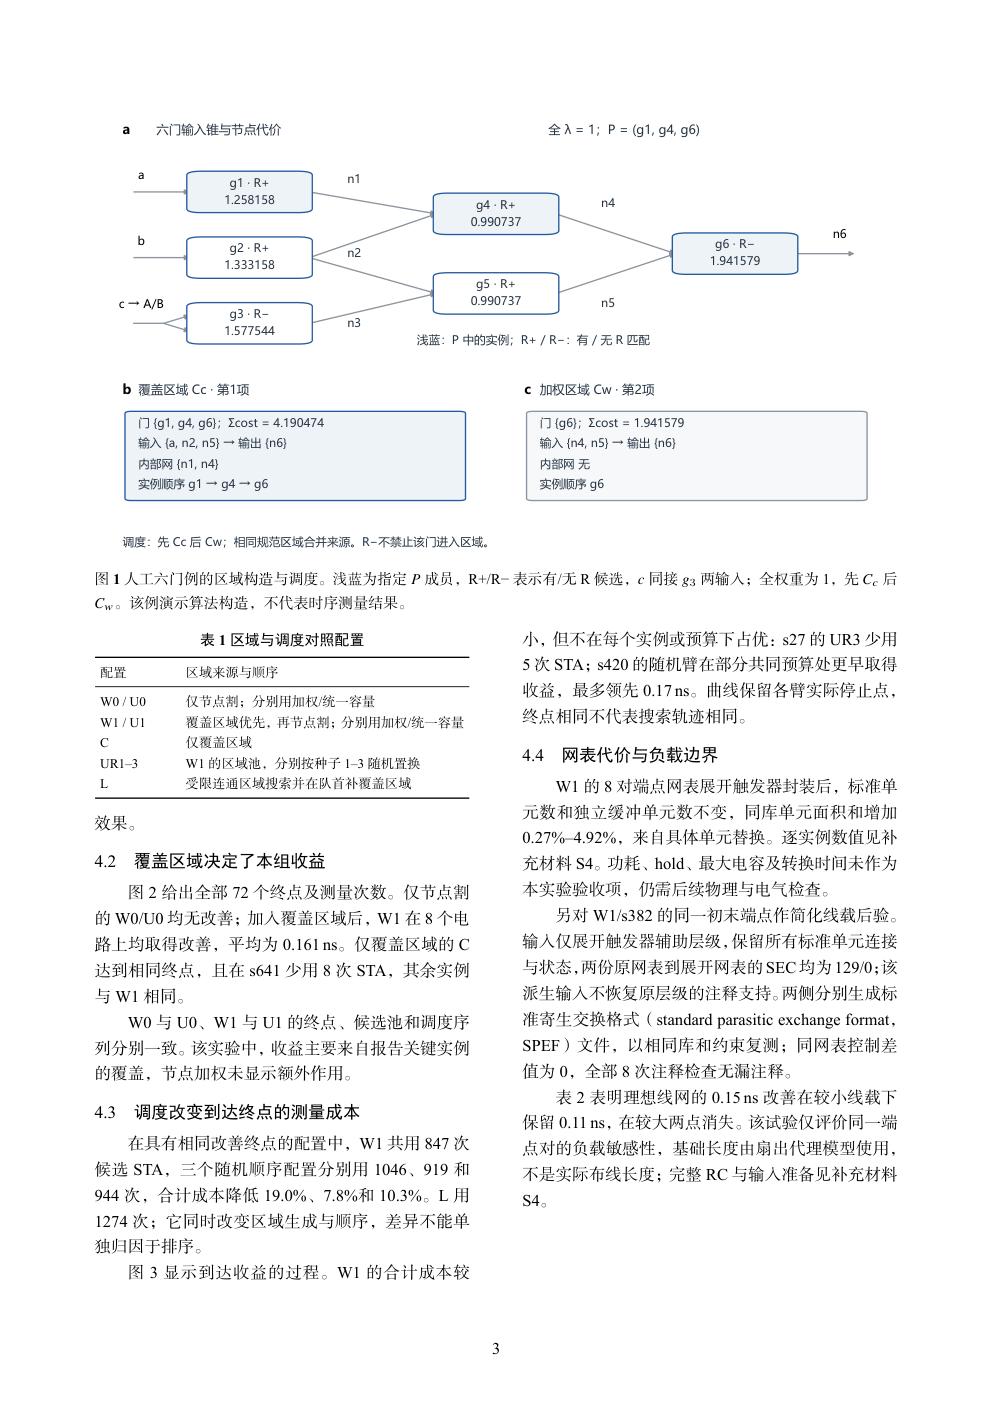 a 六门输入锥与节点代价
全 λ = 1；P = (g1, g4, g6)
a
g1 · R+
1.258158
n1
b
g2 · R+
1.333158
n2
c → A/B
g3 · R−
1.577544
n3
g4 · R+
0.990737
n4
g5 · R+
0.990737
n5
g6 · R−
1.941579
n6
浅蓝：P 中的实例；R+ / R−：有 / 无 R 匹配
b 覆盖区域 Cc · 第1项
门 {g1, g4, g6}；Σcost = 4.190474
输入 {a, n2, n5} → 输出 {n6}
内部网 {n1, n4}
实例顺序 g1 → g4 → g6
c 加权区域 Cw · 第2项
门 {g6}；Σcost = 1.941579
输入 {n4, n5} → 输出 {n6}
内部网 无
实例顺序 g6
调度：先 Cc 后 Cw；相同规范区域合并来源。R−不禁止该门进入区域。
图 1 人工六门例的区域构造与调度。浅蓝为指定 P 成员，R+/R− 表示有/无 R 候选，c 同接 g3 两输入；全权重为 1，先 Cc 后
Cw。该例演示算法构造，不代表时序测量结果。
表 1 区域与调度对照配置
配置 区域来源与顺序
W0 / U0 仅节点割；分别用加权/统一容量
W1 / U1 覆盖区域优先，再节点割；分别用加权/统一容量
C 仅覆盖区域
UR1–3 W1 的区域池，分别按种子 1–3 随机置换
L 受限连通区域搜索并在队首补覆盖区域
效果。
4.2 覆盖区域决定了本组收益
图 2 给出全部 72 个终点及测量次数。仅节点割
的 W0/U0 均无改善；加入覆盖区域后，W1 在 8 个电
路上均取得改善，平均为 0.161 ns。仅覆盖区域的 C
达到相同终点，且在 s641 少用 8 次 STA，其余实例
与 W1 相同。
W0 与 U0、W1 与 U1 的终点、候选池和调度序
列分别一致。该实验中，收益主要来自报告关键实例
的覆盖，节点加权未显示额外作用。
4.3 调度改变到达终点的测量成本
在具有相同改善终点的配置中，W1 共用 847 次
候选 STA，三个随机顺序配置分别用 1046、919 和
944 次，合计成本降低 19.0%、7.8%和 10.3%。L 用
1274 次；它同时改变区域生成与顺序，差异不能单
独归因于排序。
图 3 显示到达收益的过程。W1 的合计成本较
小，但不在每个实例或预算下占优：s27 的 UR3 少用
5 次 STA；s420 的随机臂在部分共同预算处更早取得
收益，最多领先 0.17 ns。曲线保留各臂实际停止点，
终点相同不代表搜索轨迹相同。
4.4 网表代价与负载边界
W1 的 8 对端点网表展开触发器封装后，标准单
元数和独立缓冲单元数不变，同库单元面积和增加
0.27%–4.92%，来自具体单元替换。逐实例数值见补
充材料 S4。功耗、hold、最大电容及转换时间未作为
本实验验收项，仍需后续物理与电气检查。
另对 W1/s382 的同一初末端点作简化线载后验。
输入仅展开触发器辅助层级，保留所有标准单元连接
与状态，两份原网表到展开网表的 SEC 均为 129/0；该
派生输入不恢复原层级的注释支持。两侧分别生成标
准寄生交换格式（standard parasitic exchange format，
SPEF）文件，以相同库和约束复测；同网表控制差
值为 0，全部 8 次注释检查无漏注释。
表 2 表明理想线网的 0.15 ns 改善在较小线载下
保留 0.11 ns，在较大两点消失。该试验仅评价同一端
点对的负载敏感性，基础长度由扇出代理模型使用，
不是实际布线长度；完整 RC 与输入准备见补充材料
S4。
3